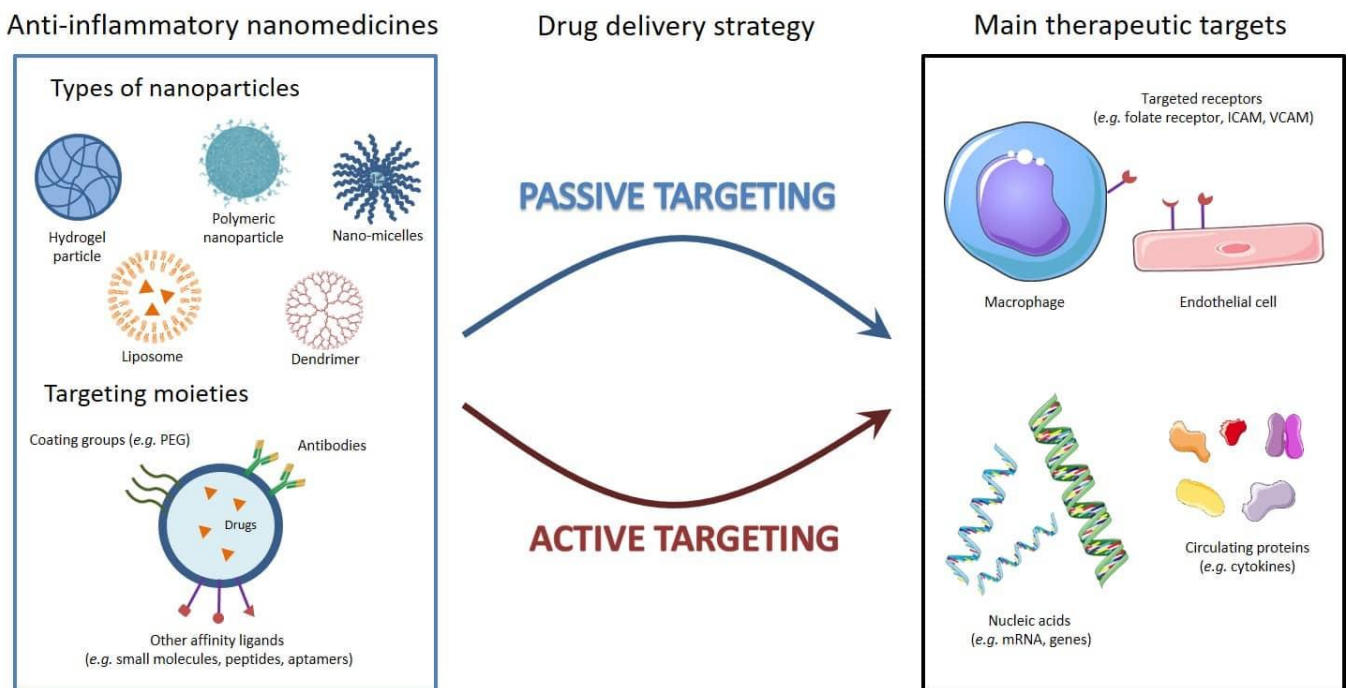 Anti-inflammatory nanomedicines
Types of nanoparticles
Hydrogel
particle
Polymeric
nanoparticle
Nano-micelles
Liposome
Dendrimer
Targeting moieties
Coating groups (e.g. PEG)
Antibodies
Drugs
Other affinity ligands
(e.g. small molecules, peptides, aptamers)
Drug delivery strategy
PASSIVE TARGETING
ACTIVE TARGETING
Main therapeutic targets
Targeted receptors
(e.g. folate receptor, ICAM, VCAM)
Macrophage
Endothelial cell
Nucleic acids
(e.g. mRNA, genes)
Circulating proteins
(e.g. cytokines)